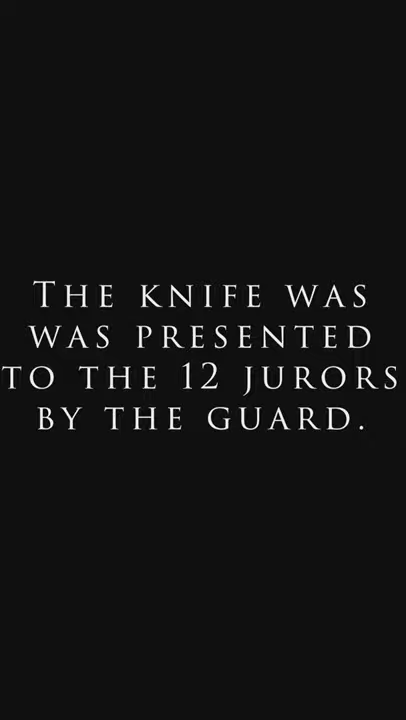 The knife was
was presented
to the 12 jurors
by the guard.